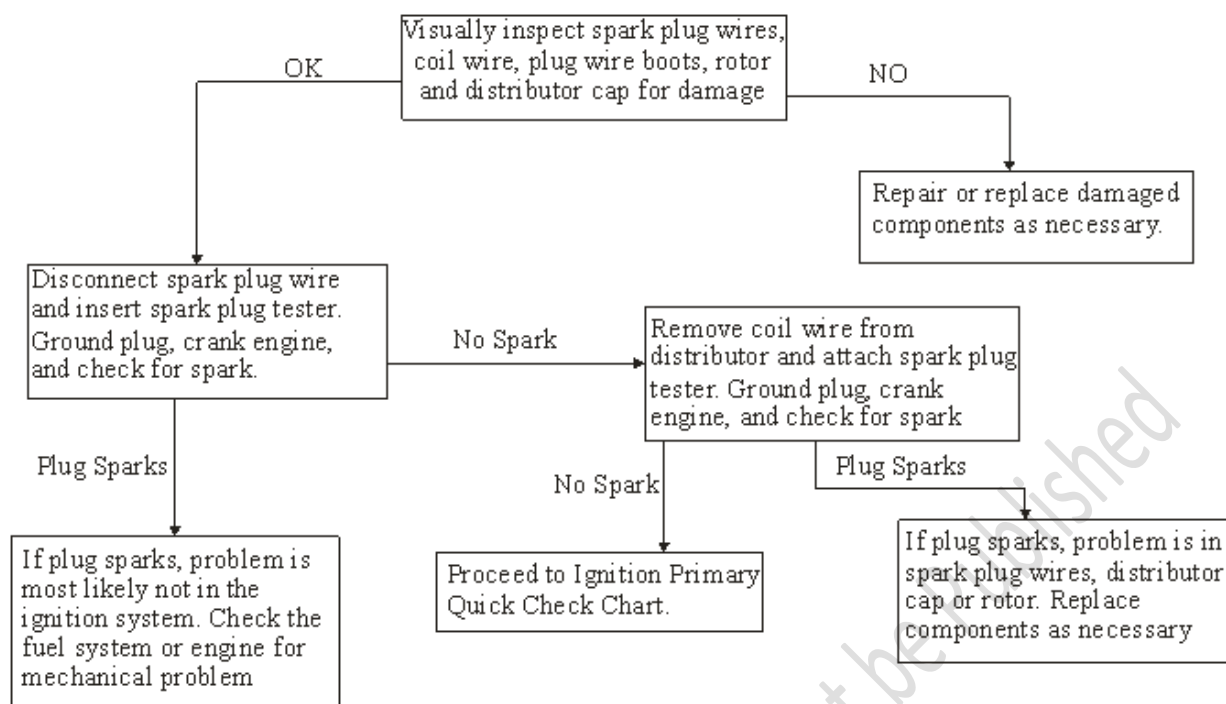 Visually inspect spark plug wires,
coil wire, plug wire boots, rotor
and distributor cap for damage
OK
NO
Repair or replace damaged
components as necessary.
Disconnect spark plug wire
and insert spark plug tester.
Ground plug, crank engine,
and check for spark.
No Spark
Remove coil wire from
distributor and attach spark plug
tester. Ground plug, crank
engine, and check for spark
Plug Sparks
No Spark
Plug Sparks
If plug sparks, problem is
most likely not in the
ignition system. Check the
fuel system or engine for
mechanical problem
Proceed to Ignition Primary
Quick Check Chart.
If plug sparks, problem is in
spark plug wires, distributor
cap or rotor. Replace
components as necessary
be Published